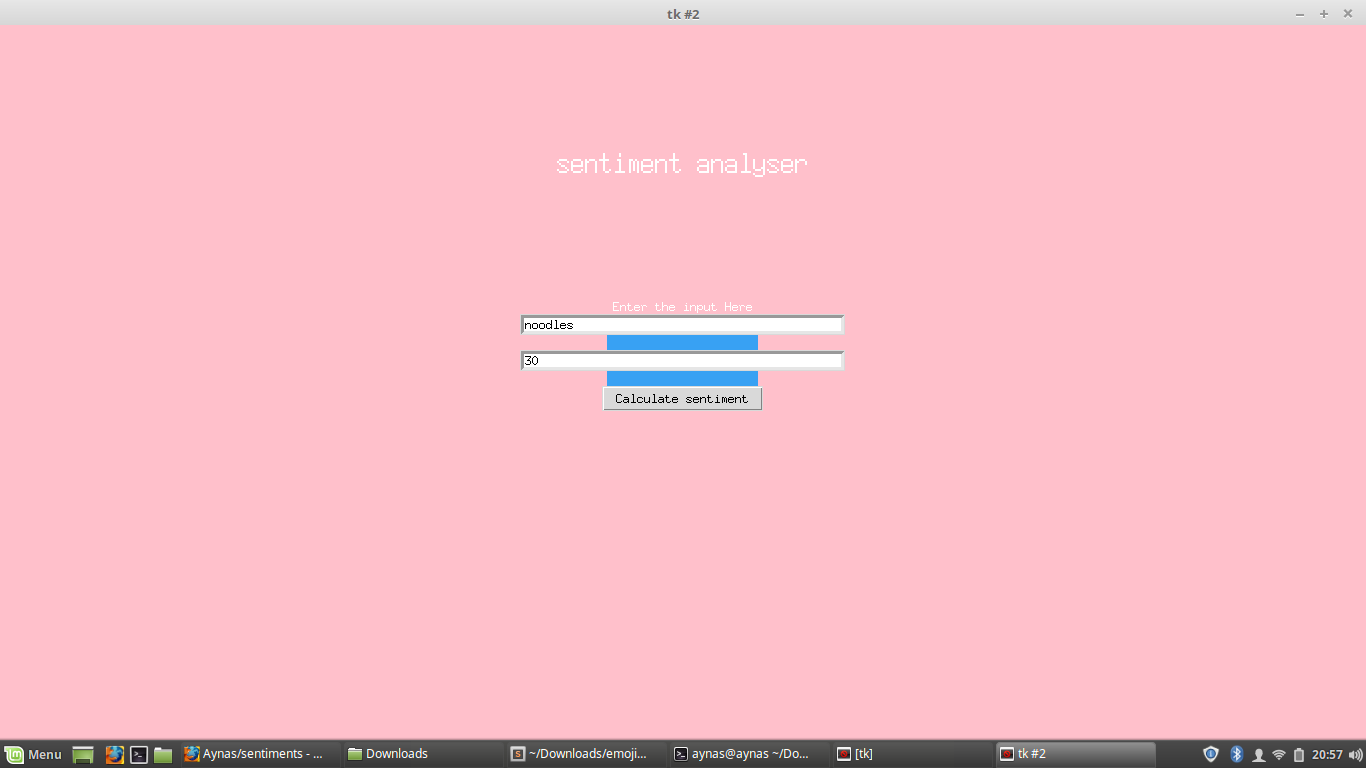 tk #2
sentiment analyser
Enter the input Here
noodles
30
Calculate sentiment
Menu
Aynas/sentiments - ...
Downloads
~/Downloads/emoji...
aynas@aynas ~/Do...
[tk]
tk #2
20:57